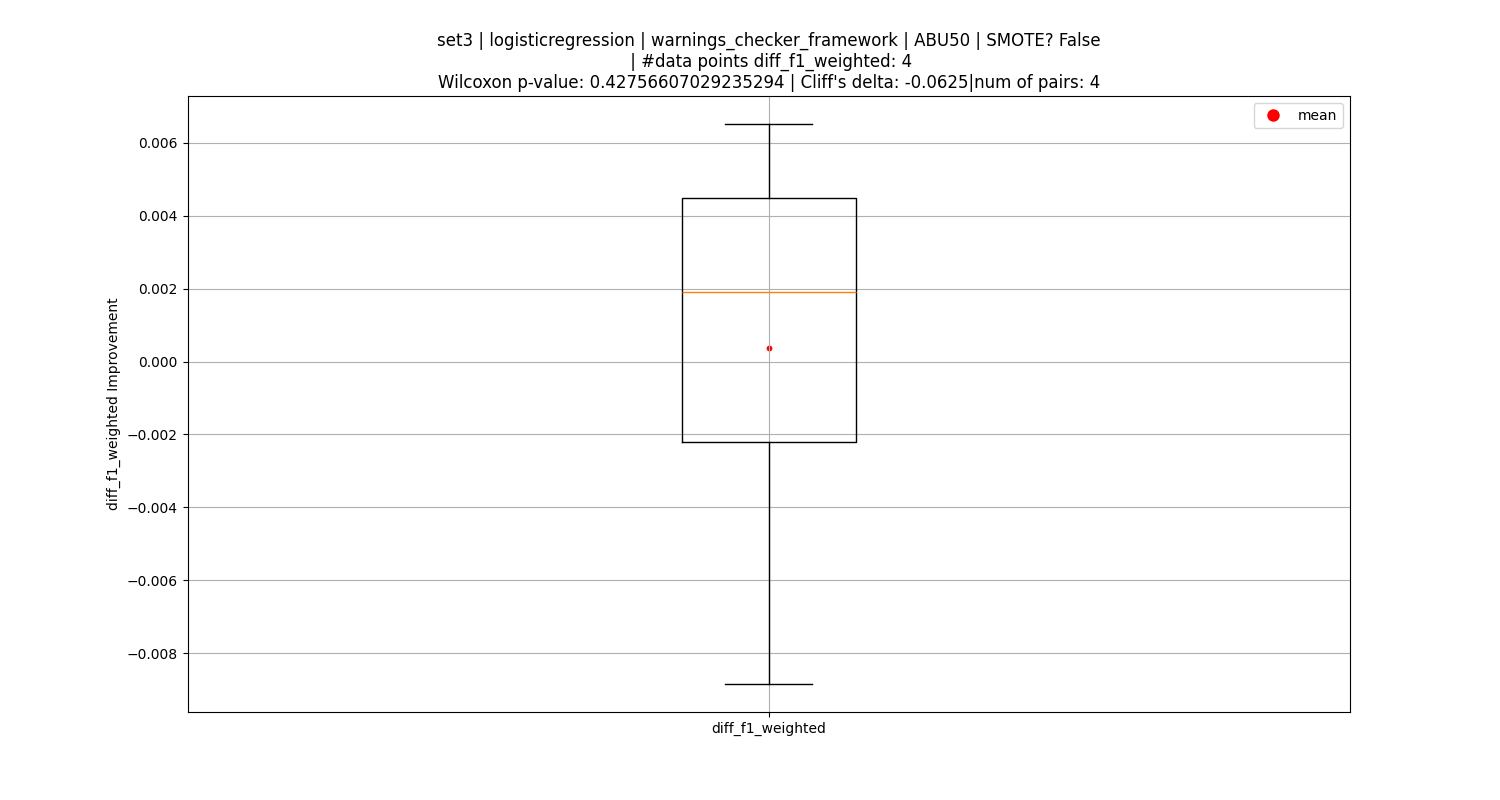 set3 | logisticregression | warnings_checker_framework | ABU50 | SMOTE? False
| #data points diff_f1_weighted: 4
Wilcoxon p-value: 0.42756607029235294 | Cliff's delta: -0.0625|num of pairs: 4
mean
0.006
0.004
0.002
0.000
−0.002
−0.004
−0.006
−0.008
diff_f1_weighted Improvement
diff_f1_weighted